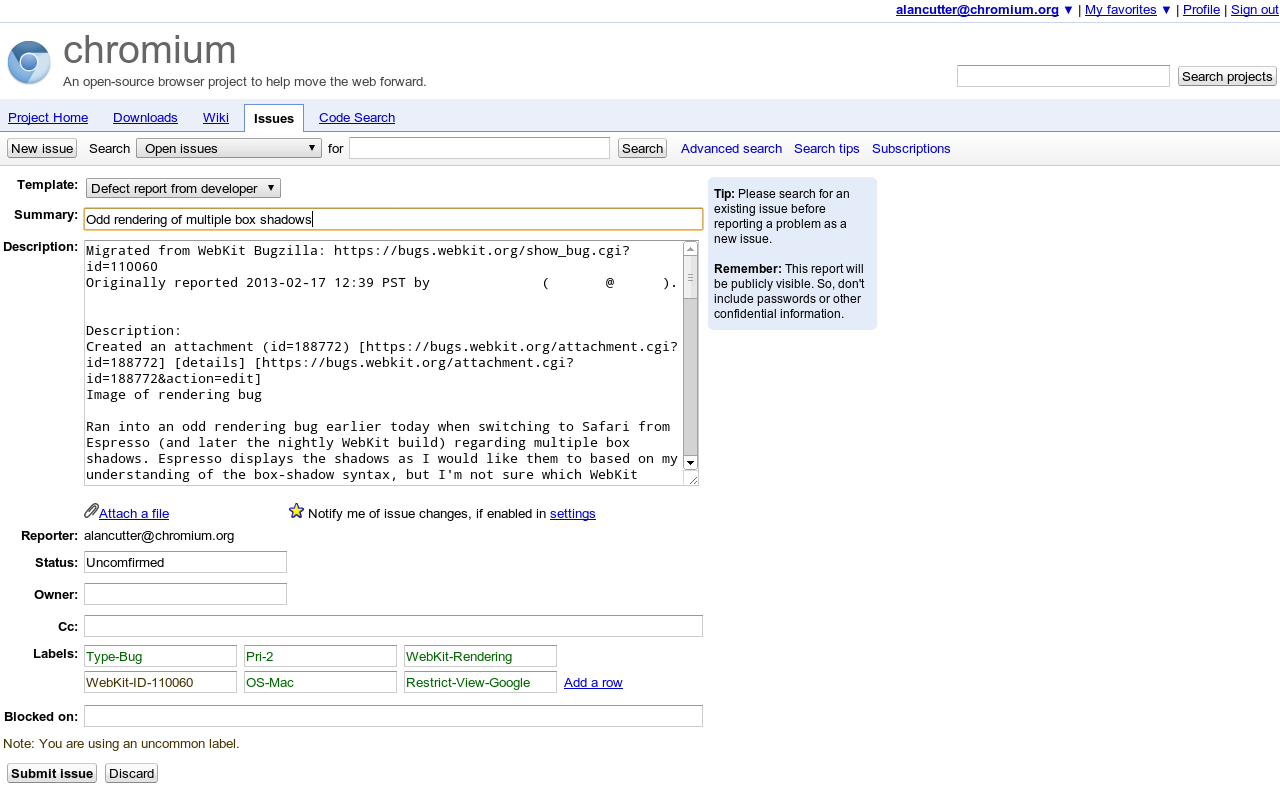 alancutter@chromium.org ▼ | My favorites ▼ | Profile | Sign out
chromium
An open-source browser project to help move the web forward.
Search projects
Project Home Downloads Wiki Issues Code Search
New issue Search Open issues ▼ for Search Advanced search Search tips Subscriptions
Template: Defect report from developer ▼
Summary: Odd rendering of multiple box shadows
Description: Migrated from WebKit Bugzilla: https://bugs.webkit.org/show_bug.cgi?
id=110060
Originally reported 2013-02-17 12:39 PST by ( @ ).
Description:
Created an attachment (id=188772) [https://bugs.webkit.org/attachment.cgi?
id=188772] [details] [https://bugs.webkit.org/attachment.cgi?
id=188772&action=edit]
Image of rendering bug
Ran into an odd rendering bug earlier today when switching to Safari from
Espresso (and later the nightly WebKit build) regarding multiple box
shadows. Espresso displays the shadows as I would like them to based on my
understanding of the box-shadow syntax, but I'm not sure which WebKit
Tip: Please search for an
existing issue before
reporting a problem as a
new issue.
Remember: This report will
be publicly visible. So, don't
include passwords or other
confidential information.
Attach a file Notify me of issue changes, if enabled in settings
Reporter: alancutter@chromium.org
Status: Uncomfirmed
Owner:
Cc:
Labels: Type-Bug Pri-2 WebKit-Rendering
WebKit-ID-110060 OS-Mac Restrict-View-Google Add a row
Blocked on:
Note: You are using an uncommon label.
Submit issue Discard